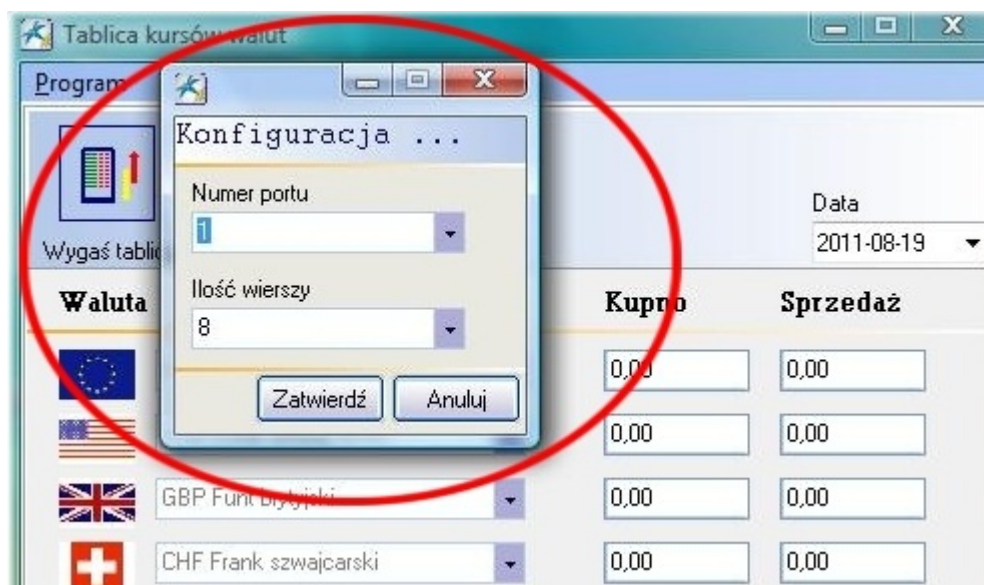 Tablica kursów walut
Program
Konfiguracja ...
Numer portu
1
Data
2011-08-19
Wygaś tablic
Ilość wierszy
8
Waluta
Kupno
Sprzedaż
Zatwierdź
Anuluj
0,00
0,00
0,00
0,00
GBP Funt brytyjski
0,00
0,00
CHF Frank szwajcarski
0,00
0,00